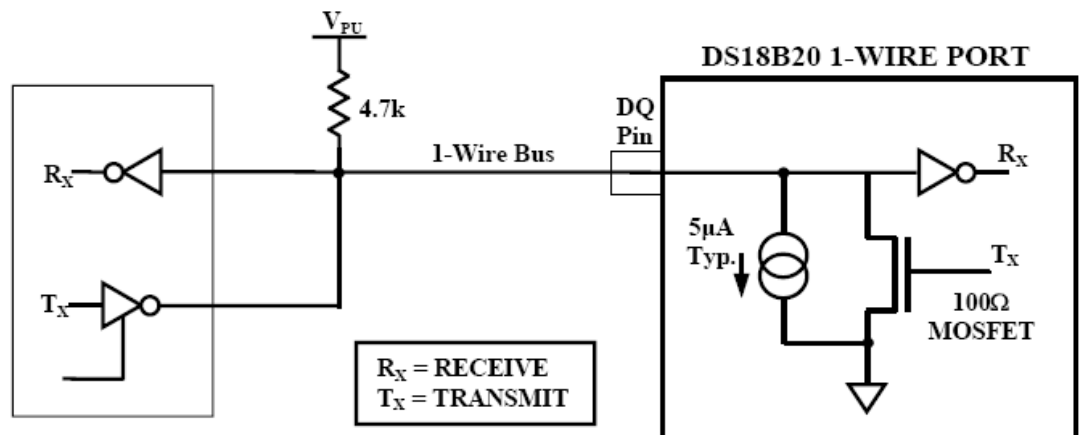 V_PU
4.7k
DS18B20 1-WIRE PORT
DQ
Pin
1-Wire Bus
R_X
R_X
5µA
Typ.
T_X
T_X
100Ω
MOSFET
R_X = RECEIVE
T_X = TRANSMIT